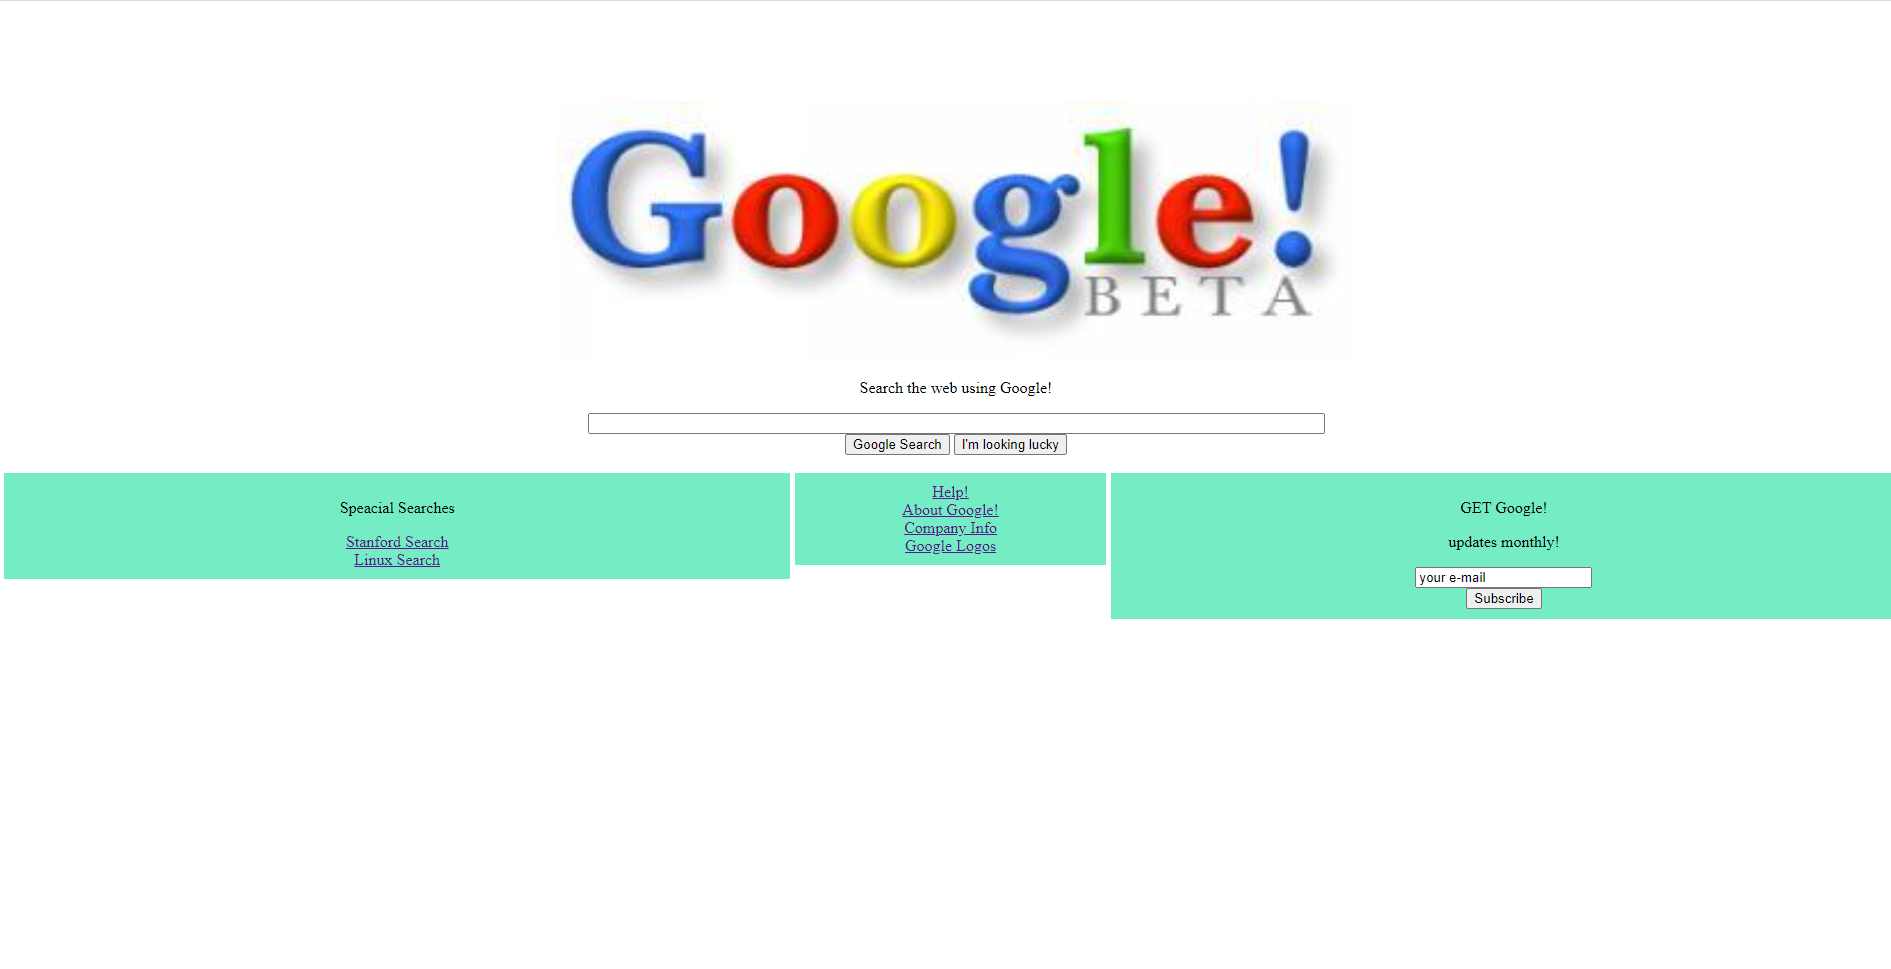 Google!
BETA
Search the web using Google!
Google Search
I'm looking lucky
Speacial Searches
Stanford Search
Linux Search
Help!
About Google!
Company Info
Google Logos
GET Google!
updates monthly!
your e-mail
Subscribe